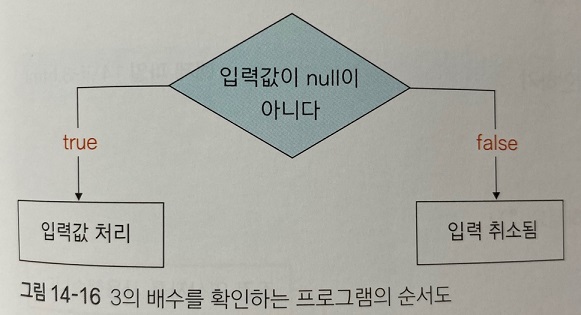 입력값이 null이
아니다
true
false
입력값 처리
입력 취소됨
그림 14-16 3의 배수를 확인하는 프로그램의 순서도